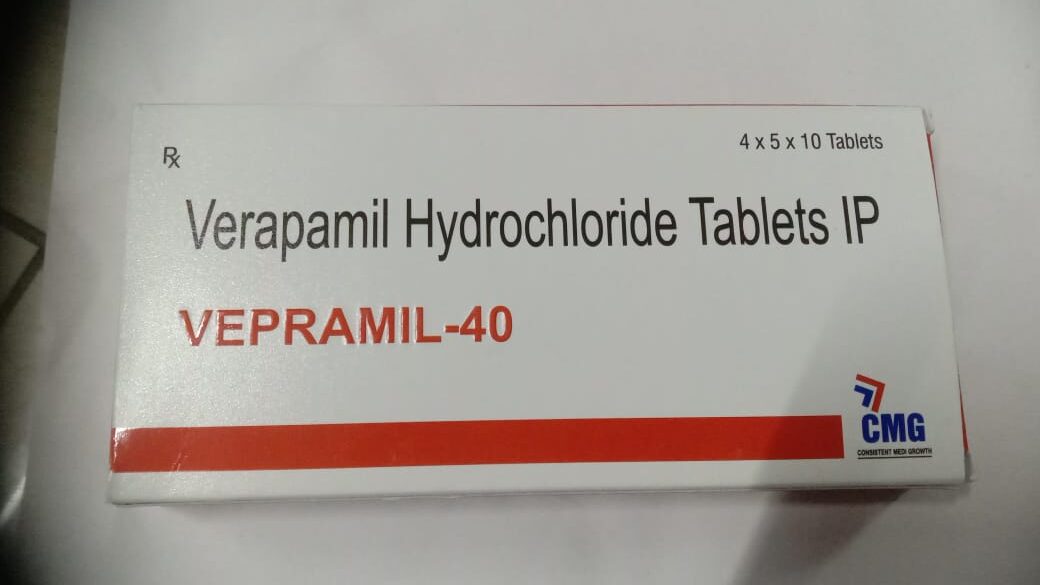 Rx
4 x 5 x 10 Tablets
Verapamil Hydrochloride Tablets IP
VEPRAMIL-40
CMG
CONSISTENT MEDI GROWTH